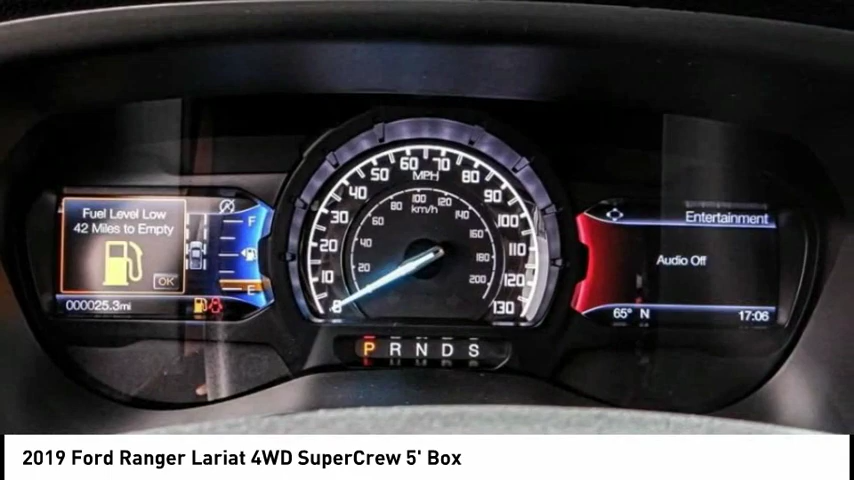 Fuel Level Low
42 Miles to Empty
OK
F
E
000025.3mi
0 10 20 30 40 50 60 70 80 90 100 110 120 130
MPH
20 40 60 80 100 120 140 160 180 200
km/h
P R N D S
Entertainment
Audio Off
65° N 17:06
2019 Ford Ranger Lariat 4WD SuperCrew 5' Box